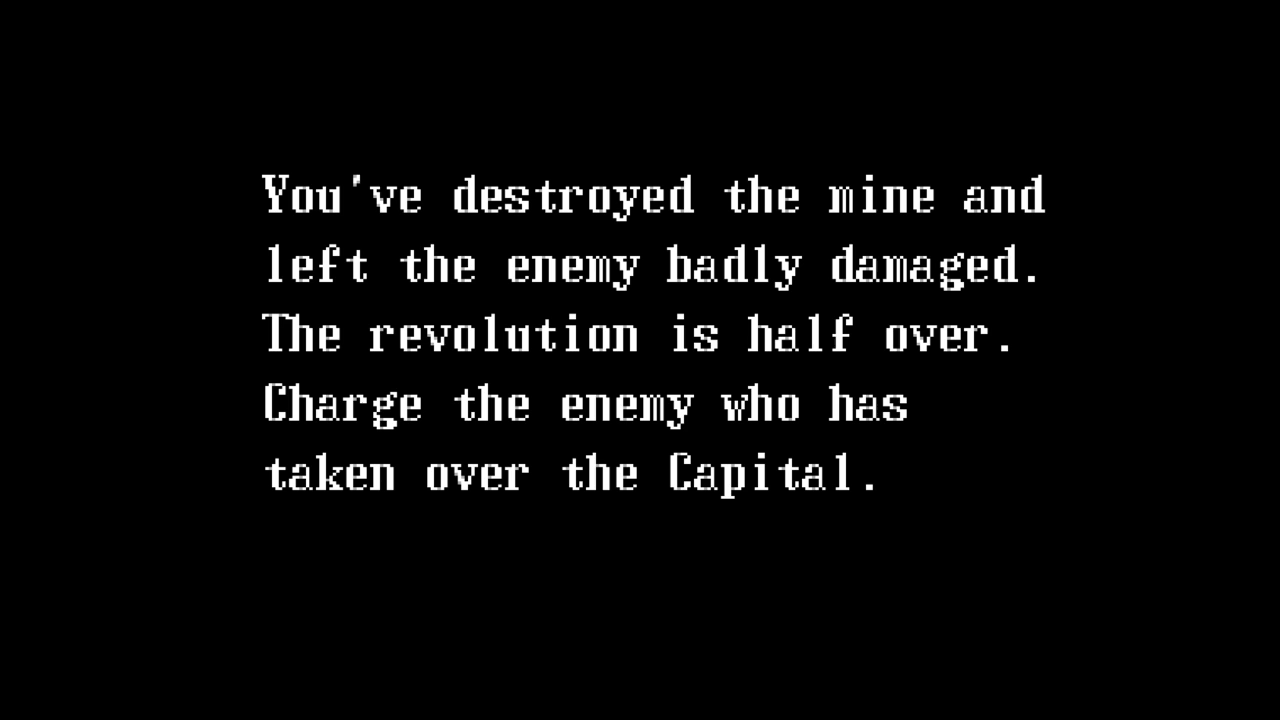 You've destroyed the mine and
left the enemy badly damaged.
The revolution is half over.
Charge the enemy who has
taken over the Capital.